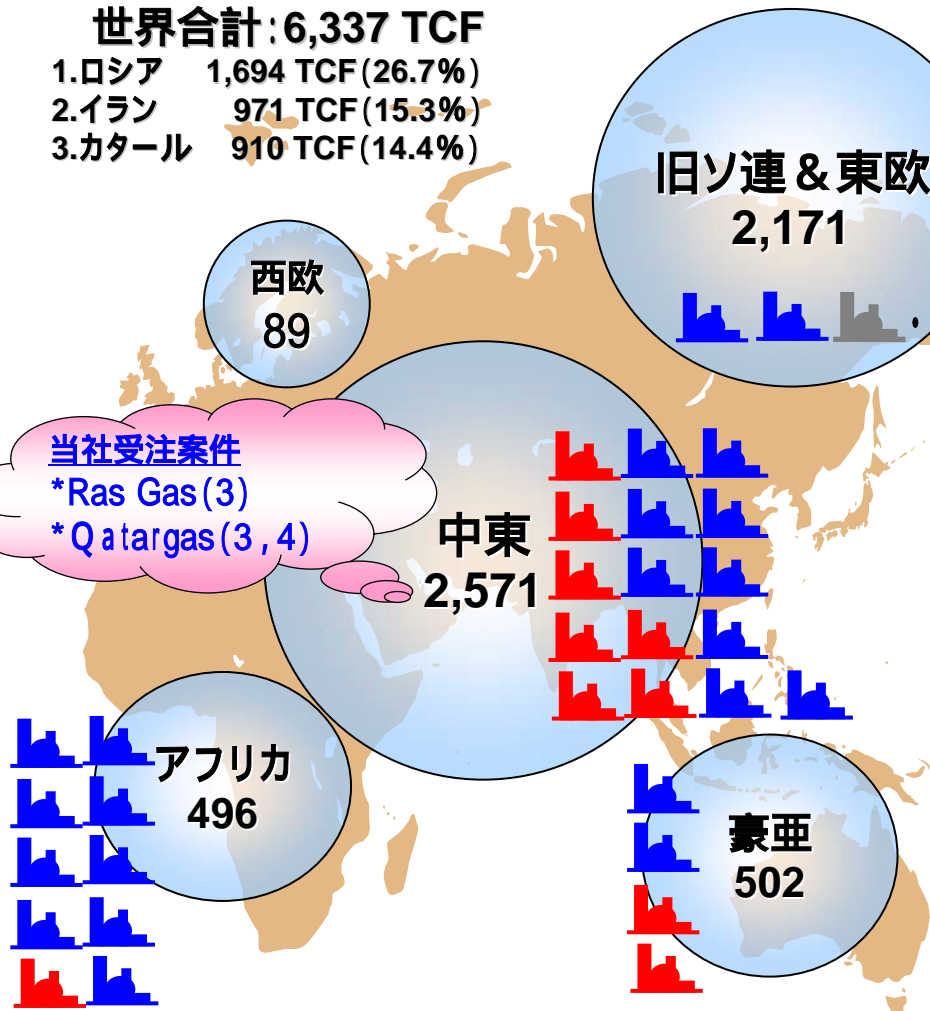 世界合計:6,337 TCF
1.ロシア 1,694 TCF(26.7%)
2.イラン 971 TCF(15.3%)
3.カタール 910 TCF(14.4%)
旧ソ連&東欧
2,171
西欧
89
当社受注案件
*Ras Gas(3)
*Qatargas(3,4)
中東
2,571
アフリカ
496
豪亜
502